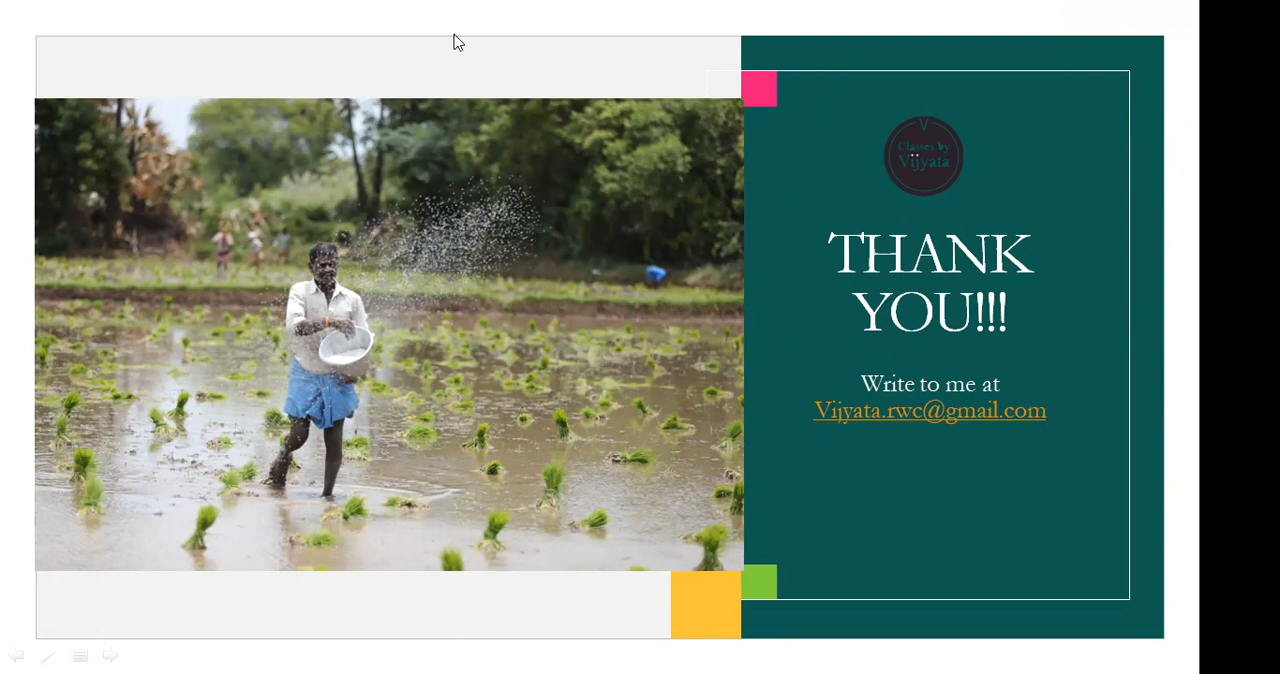 V
Classes by
Vijyata
THANK
YOU!!!
Write to me at
Vijyata.rwc@gmail.com